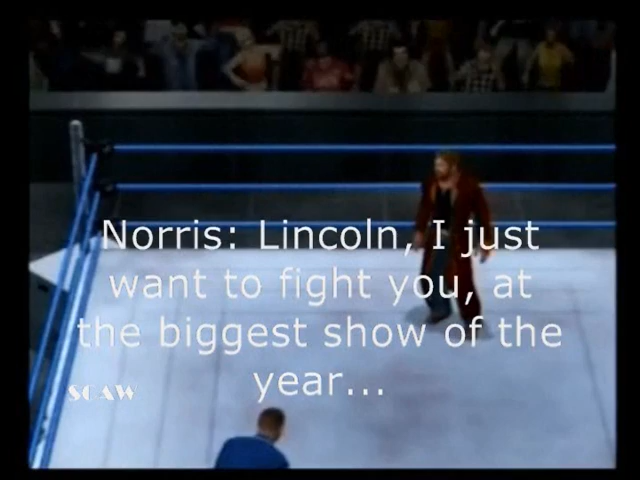 Norris: Lincoln, I just
want to fight you, at
the biggest show of the
year...
SCAW